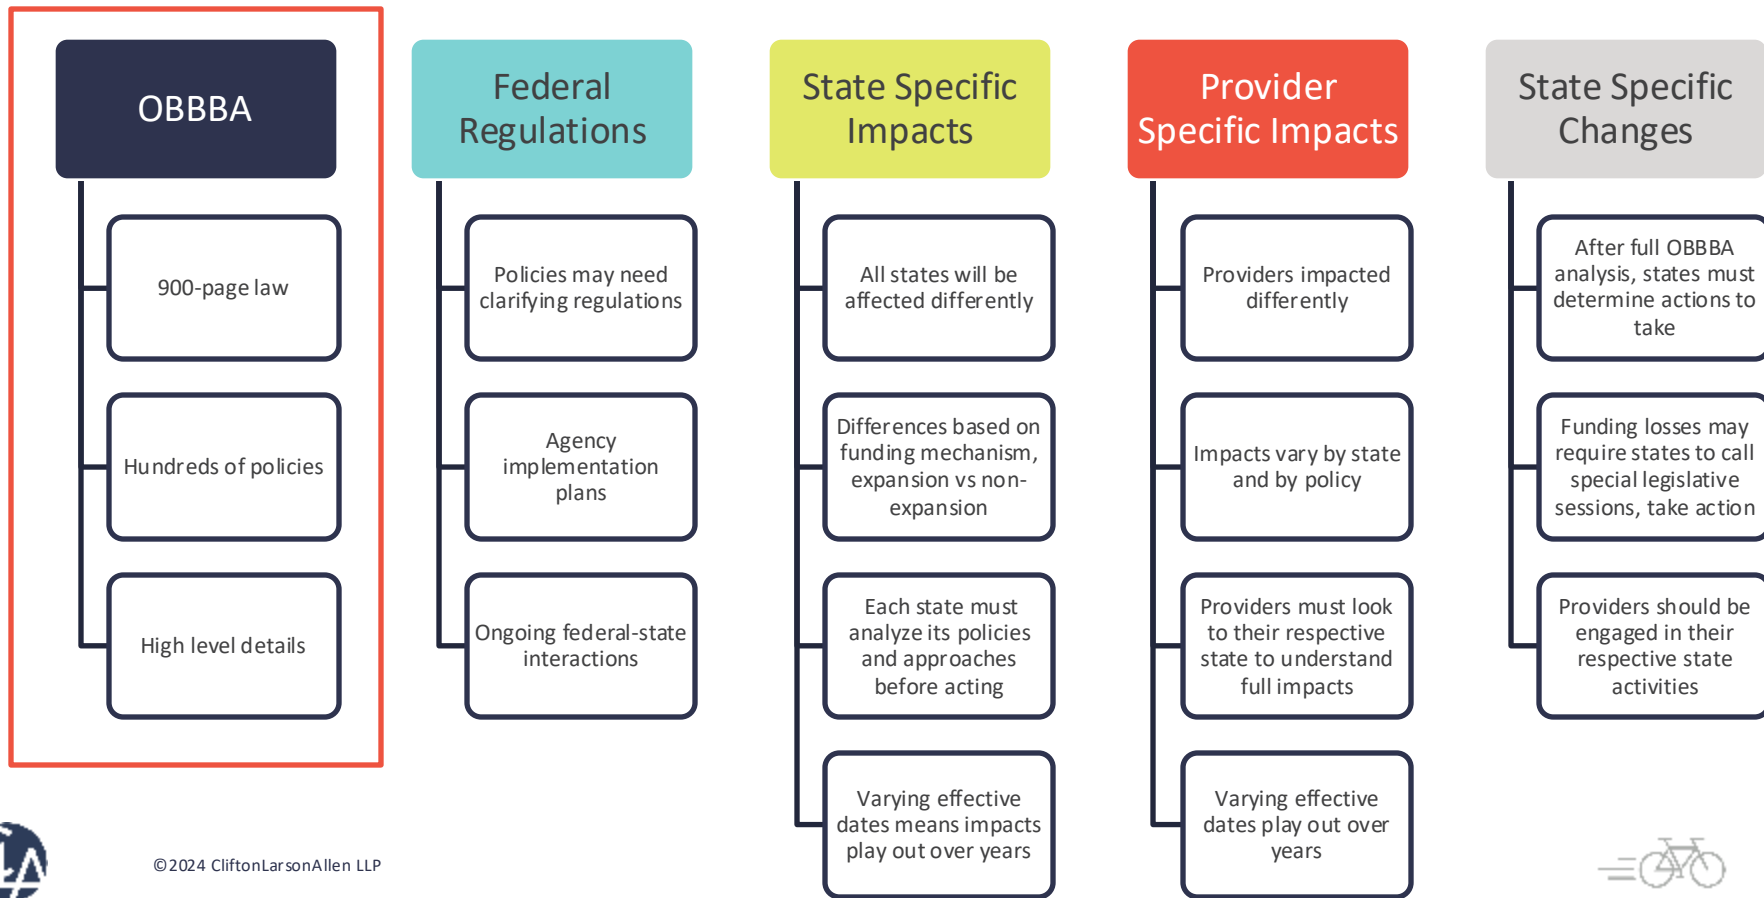 OBBBA
900-page law
Hundreds of policies
High level details
Federal
Regulations
Policies may need
clarifying regulations
Agency
implementation
plans
Ongoing federal-state
interactions
State Specific
Impacts
All states will be
affected differently
Differences based on
funding mechanism,
expansion vs non-
expansion
Each state must
analyze its policies
and approaches
before acting
Varying effective
dates means impacts
play out over years
Provider
Specific Impacts
Providers impacted
differently
Impacts vary by state
and by policy
Providers must look
to their respective
state to understand
full impacts
Varying effective
dates play out over
years
State Specific
Changes
After full OBBBA
analysis, states must
determine actions to
take
Funding losses may
require states to call
special legislative
sessions, take action
Providers should be
engaged in their
respective state
activities
©2024 CliftonLarsonAllen LLP